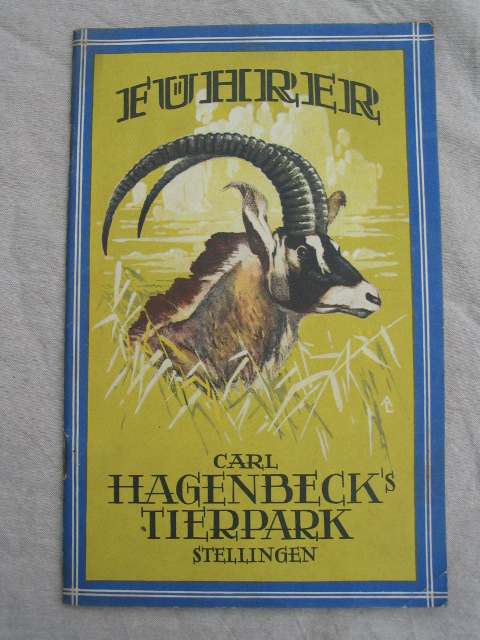 FÜHRER
CARL
HAGENBECK's
TIERPARK
STELLINGEN